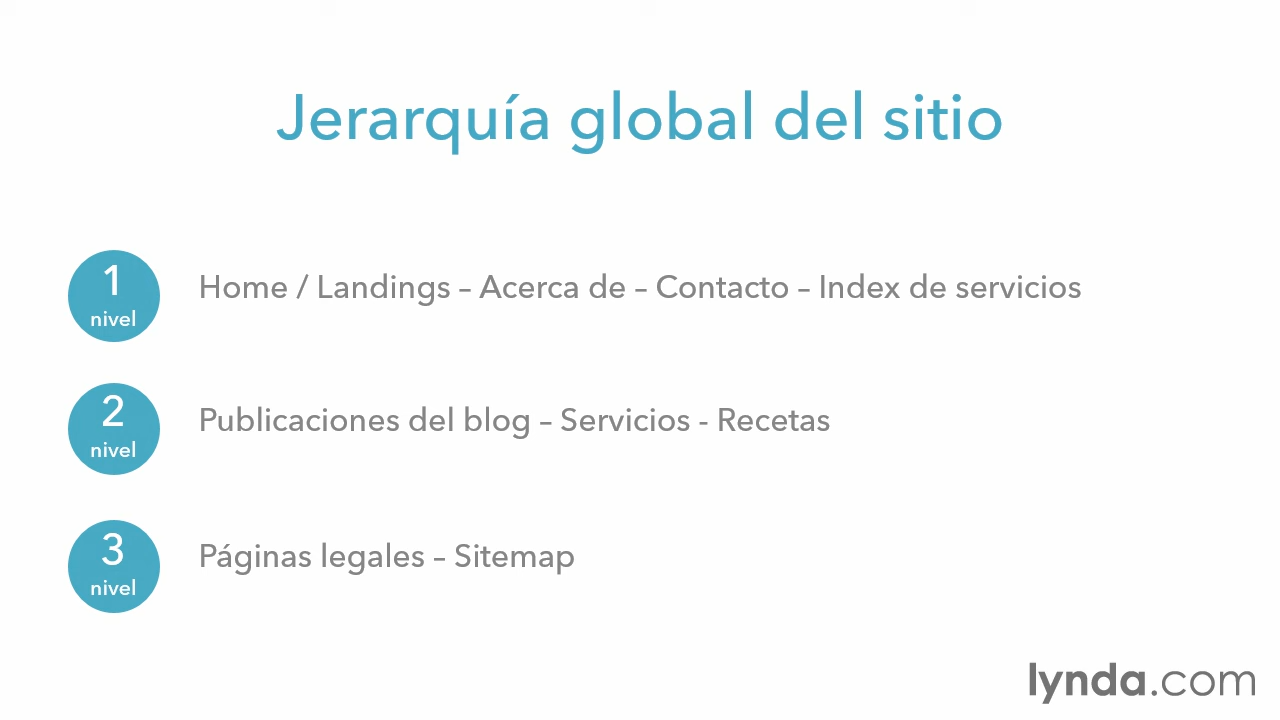 Jerarquía global del sitio
1
nivel
Home / Landings – Acerca de – Contacto – Index de servicios
2
nivel
Publicaciones del blog – Servicios - Recetas
3
nivel
Páginas legales – Sitemap
lynda.com